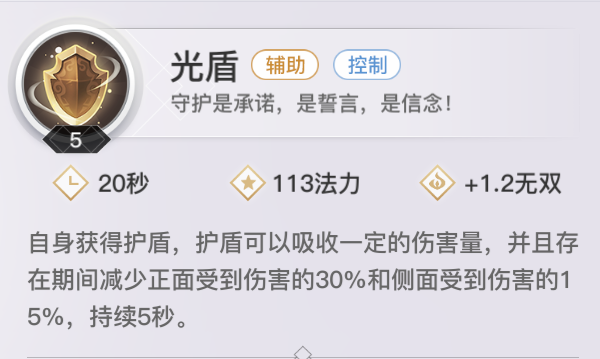 光盾 辅助 控制
守护是承诺，是誓言，是信念！
5
20秒 113法力 +1.2无双
自身获得护盾，护盾可以吸收一定的伤害量，并且存
在期间减少正面受到伤害的30%和侧面受到伤害的1
5%，持续5秒。